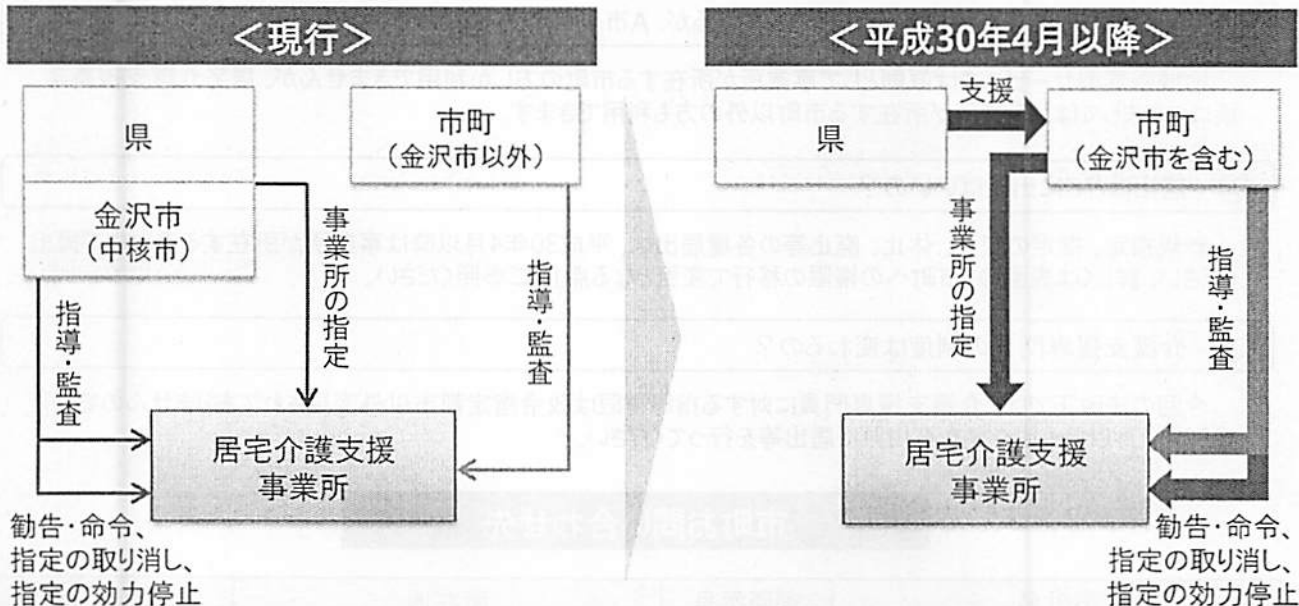 ＜現行＞
県
金沢市
（中核市）
市町
（金沢市以外）
指導・監査
事業所の指定
指導・監査
居宅介護支援
事業所
勧告・命令、
指定の取り消し、
指定の効力停止
＜平成30年4月以降＞
県
支援
市町
（金沢市を含む）
事業所の指定
指導・監査
居宅介護支援
事業所
勧告・命令、
指定の取り消し、
指定の効力停止